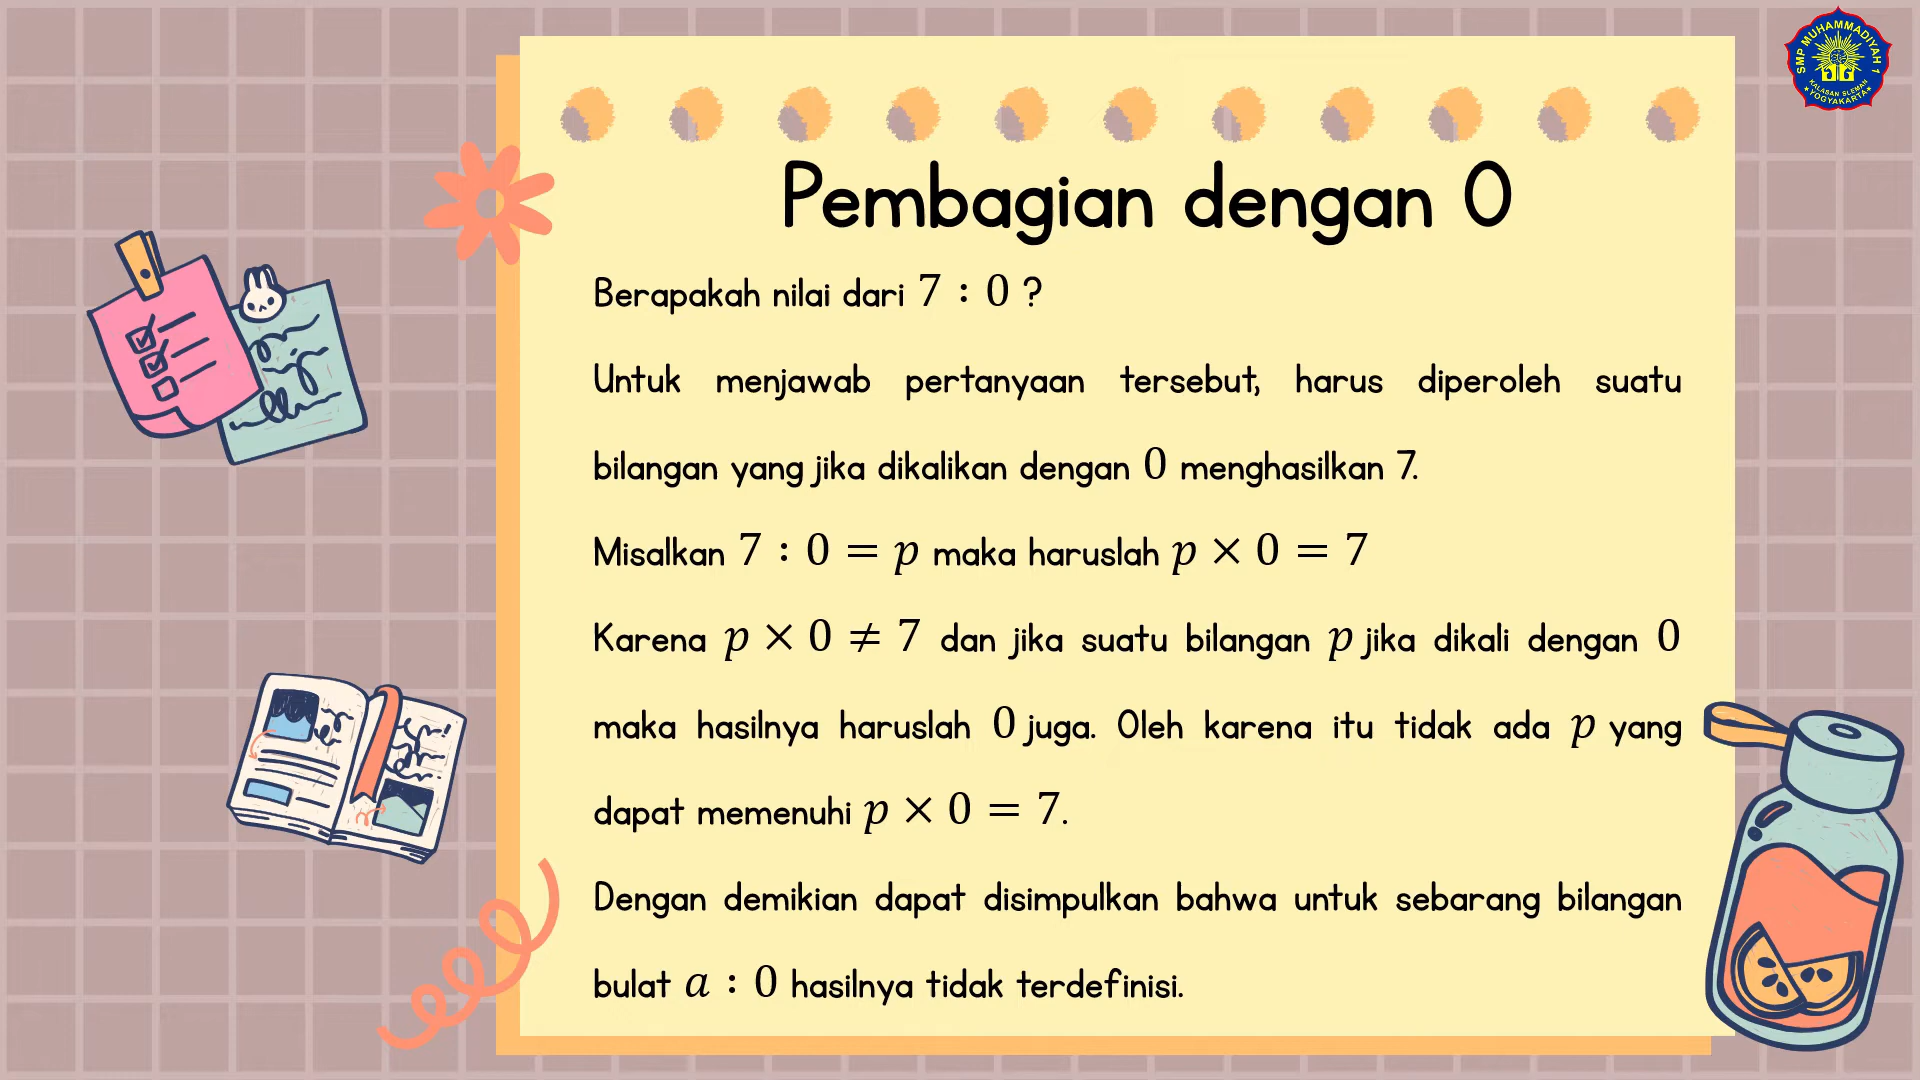 SMP MUHAMMADIYAH 1
KALASAN SLEMAN
YOGYAKARTA
Pembagian dengan 0
Berapakah nilai dari 7 : 0 ?
Untuk menjawab pertanyaan tersebut, harus diperoleh suatu
bilangan yang jika dikalikan dengan 0 menghasilkan 7.
Misalkan 7 : 0 = p maka haruslah p × 0 = 7
Karena p × 0 ≠ 7 dan jika suatu bilangan p jika dikali dengan 0
maka hasilnya haruslah 0 juga. Oleh karena itu tidak ada p yang
dapat memenuhi p × 0 = 7.
Dengan demikian dapat disimpulkan bahwa untuk sebarang bilangan
bulat a : 0 hasilnya tidak terdefinisi.